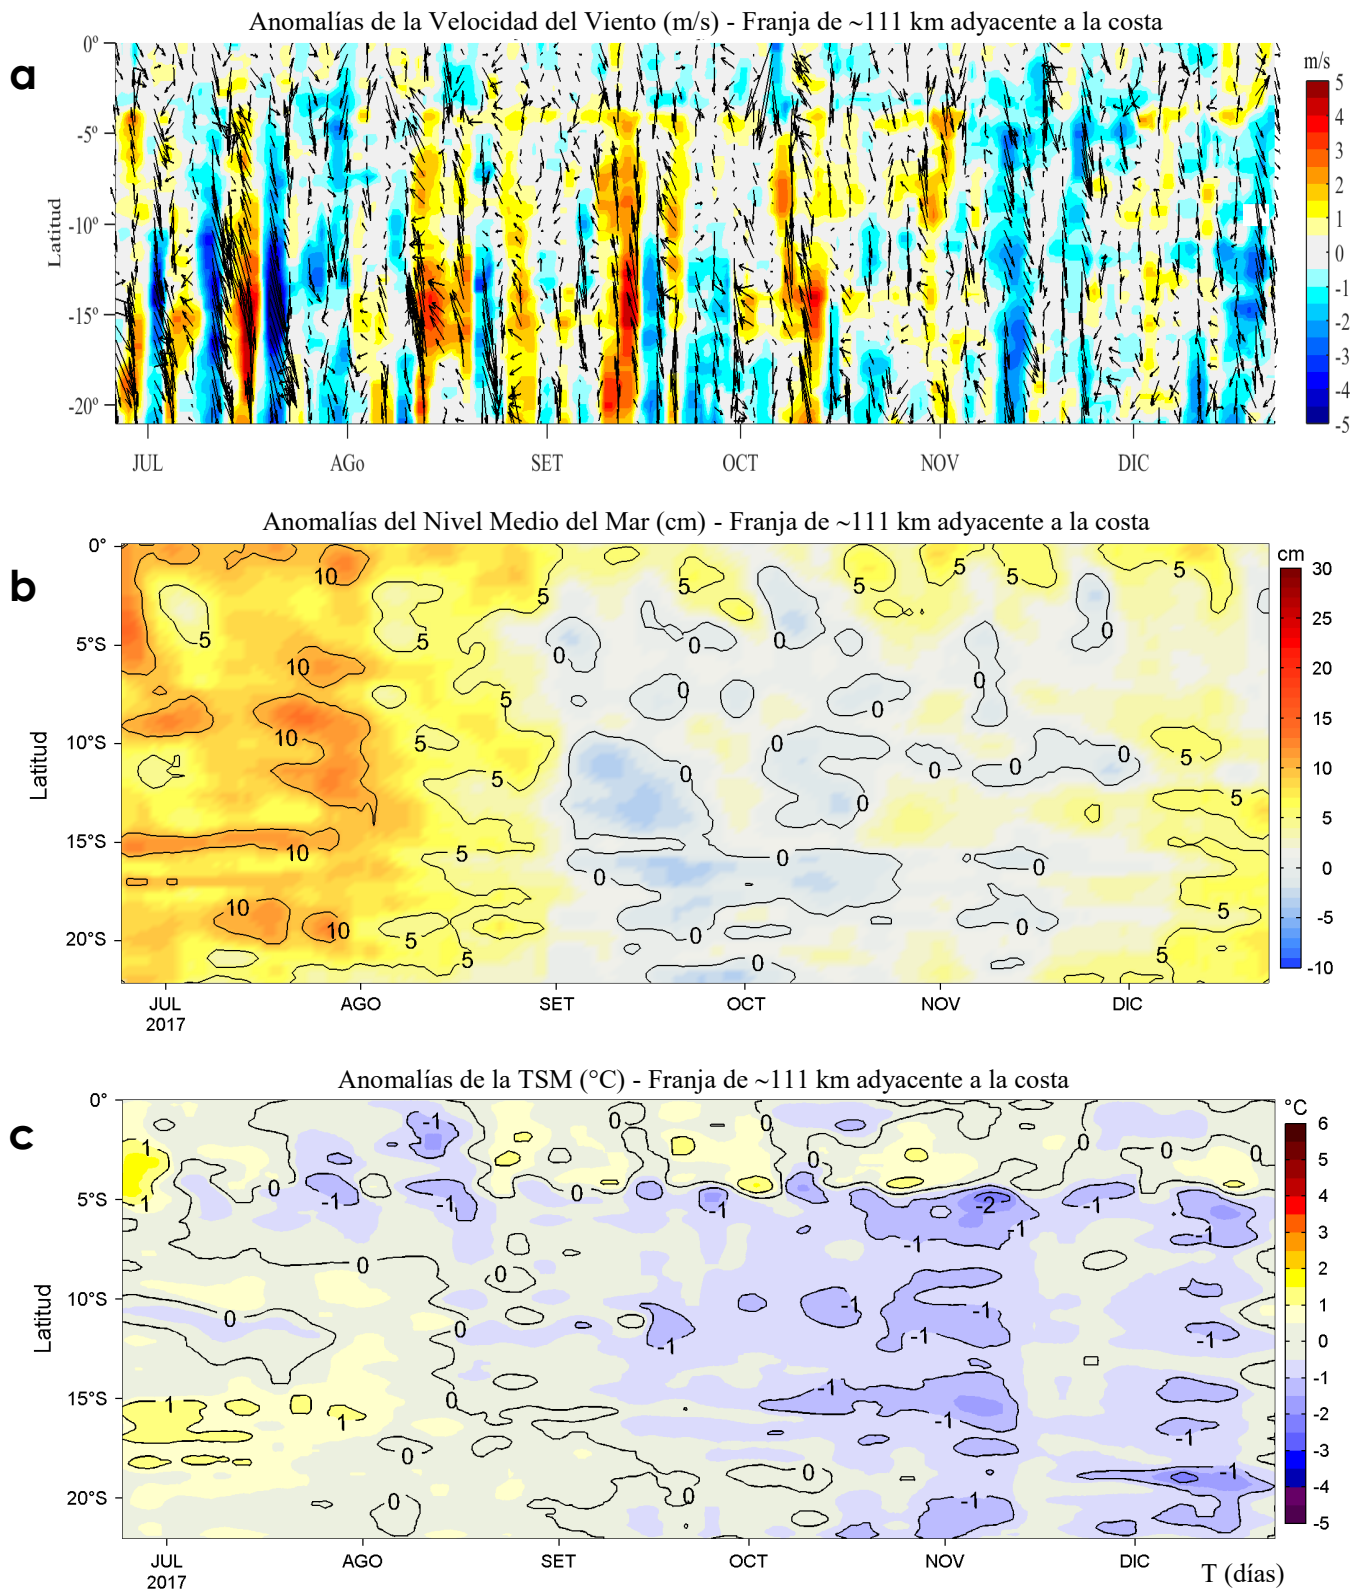 Anomalías de la Velocidad del Viento (m/s) - Franja de ~111 km adyacente a la costa
a
m/s
0º
-5º
-10º
-15º
-20º
Latitud
5
4
3
2
1
0
-1
-2
-3
-4
-5
JUL AGo SET OCT NOV DIC
Anomalías del Nivel Medio del Mar (cm) - Franja de ~111 km adyacente a la costa
b
cm
0°
5°S
10°S
15°S
20°S
Latitud
10 5 5 5 5 5 5
5 5 0 0 0 0
10 0
10 5 0 0
10 5 5 0 0 0 0 0 5
0 5
10 5 0 0 0
10 10 5 0 0 5
5 0 5
30
25
20
15
10
5
0
-5
-10
JUL AGO SET OCT NOV DIC
2017
Anomalías de la TSM (°C) - Franja de ~111 km adyacente a la costa
c
°C
0°
5°S
10°S
15°S
20°S
Latitud
-1 0 0
1 0 0 0 0
1 0 -1 -1 0 -1 -2 -1 -1 -1 -1
0 0
0 0 -1 -1 -1 -1 -1
1 1 0 -1 -1 -1
0 0 -1
0 0 -1
6
5
4
3
2
1
0
-1
-2
-3
-4
-5
JUL AGO SET OCT NOV DIC
2017
T (días)